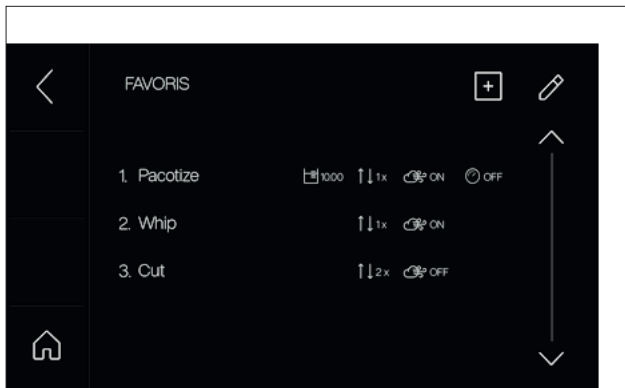 FAVORIS
1. Pacotize 1000 1x ON OFF
2. Whip 1x ON
3. Cut 2x OFF